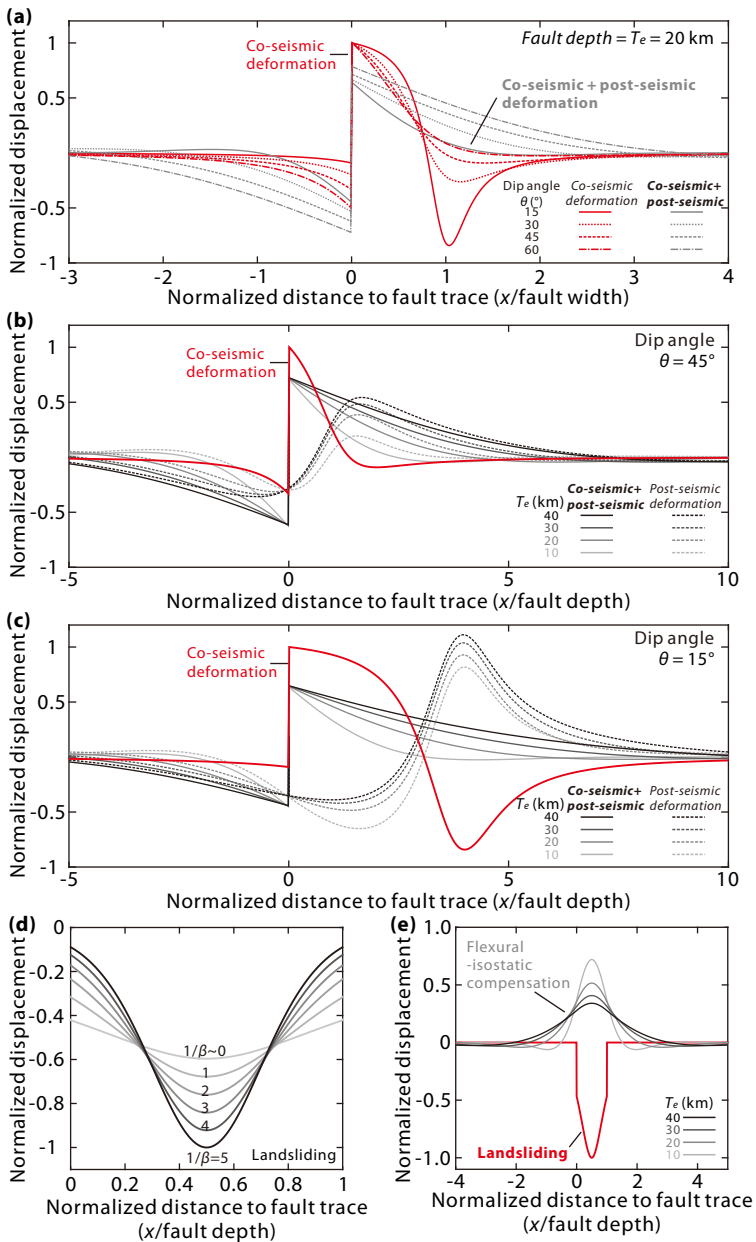 (a)
Normalized displacement
1
0.5
0
-0.5
-1
Co-seismic
deformation
Fault depth = Te = 20 km
Co-seismic + post-seismic
deformation
Dip angle
θ (°)
Co-seismic
deformation
Co-seismic+
post-seismic
15
30
45
60
-3 -2 -1 0 1 2 3 4
Normalized distance to fault trace (x/fault width)
(b)
Normalized displacement
1
0.5
0
-0.5
-1
Co-seismic
deformation
Dip angle
θ = 45°
Te (km)
Co-seismic+
post-seismic
Post-seismic
deformation
40
30
20
10
-5 0 5 10
Normalized distance to fault trace (x/fault depth)
(c)
Normalized displacement
1
0.5
0
-0.5
-1
Co-seismic
deformation
Dip angle
θ = 15°
Te (km)
Co-seismic+
post-seismic
Post-seismic
deformation
40
30
20
10
-5 0 5 10
Normalized distance to fault trace (x/fault depth)
(d)
Normalized displacement
0
-0.2
-0.4
-0.6
-0.8
-1
1/β~0
1
2
3
4
1/β=5
Landsliding
0 0.2 0.4 0.6 0.8 1
Normalized distance to fault trace
(x/fault depth)
(e)
Normalized displacement
1.0
0.5
0
-0.5
-1.0
Flexural
-isostatic
compensation
Landsliding
Te (km)
40
30
20
10
-4 -2 0 2 4
Normalized distance to fault trace
(x/fault depth)